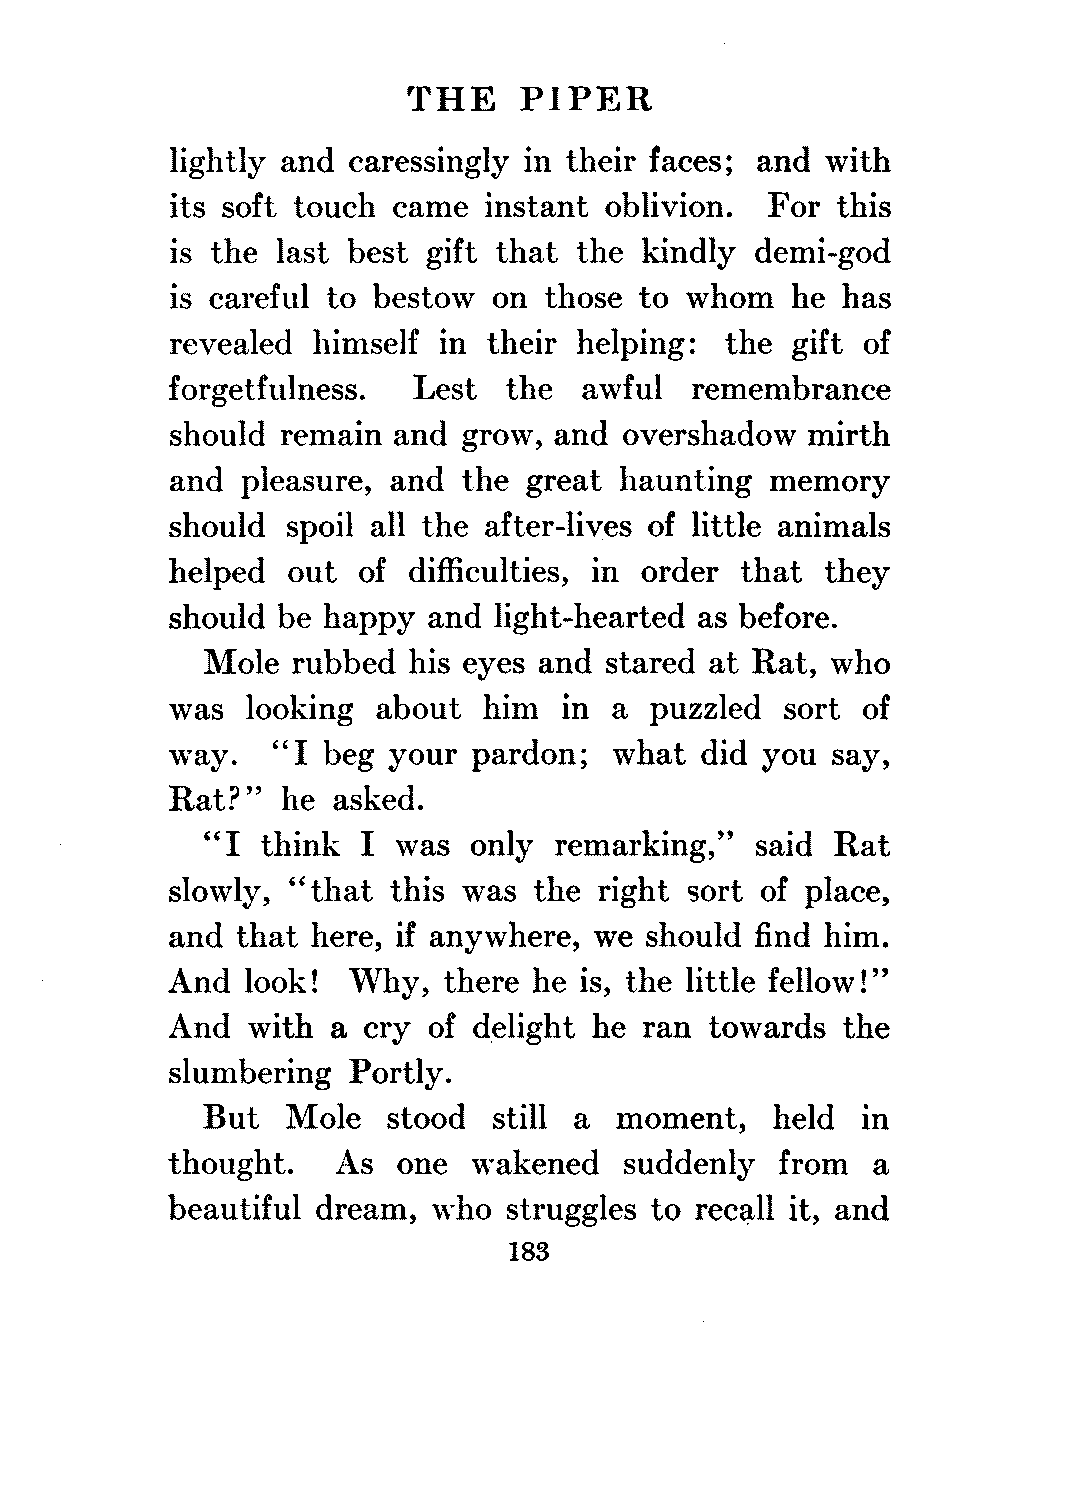 THE PIPER
lightly and caressingly in their faces; and with
its soft touch came instant oblivion. For this
is the last best gift that the kindly demi-god
is careful to bestow on those to whom he has
revealed himself in their helping: the gift of
forgetfulness. Lest the awful remembrance
should remain and grow, and overshadow mirth
and pleasure, and the great haunting memory
should spoil all the after-lives of little animals
helped out of difficulties, in order that they
should be happy and light-hearted as before.
Mole rubbed his eyes and stared at Rat, who
was looking about him in a puzzled sort of
way. "I beg your pardon; what did you say,
Rat?" he asked.
"I think I was only remarking," said Rat
slowly, "that this was the right sort of place,
and that here, if anywhere, we should find him.
And look! Why, there he is, the little fellow!"
And with a cry of delight he ran towards the
slumbering Portly.
But Mole stood still a moment, held in
thought. As one wakened suddenly from a
beautiful dream, who struggles to recall it, and
183